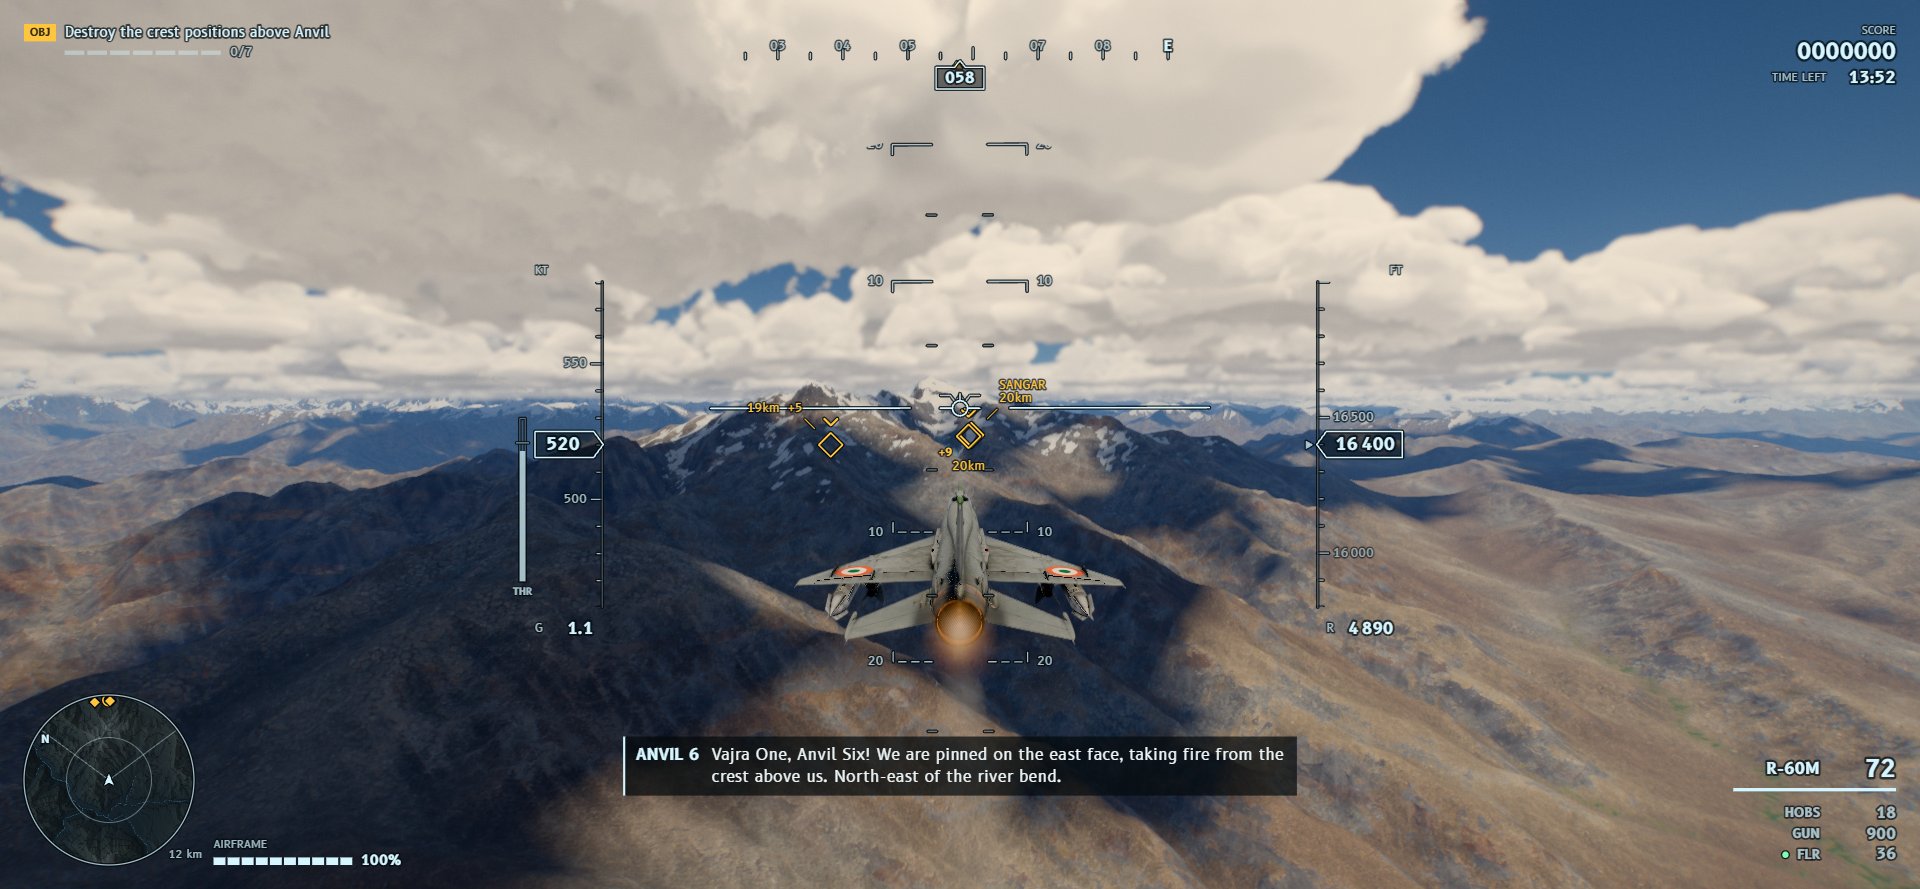 OBJ Destroy the crest positions above Anvil
0/7
03 04 05 07 08 E
058
SCORE
0000000
TIME LEFT 13:52
20 20
KT
FT
10 10
550
SANGAR
20km
19km +5
16 500
520
16 400
+9
20km
500
10 10
16 000
THR
G 1.1
R 4 890
20 20
N
ANVIL 6 Vajra One, Anvil Six! We are pinned on the east face, taking fire from the
crest above us. North-east of the river bend.
R-60M 72
HOBS 18
GUN 900
FLR 36
12 km
AIRFRAME
100%